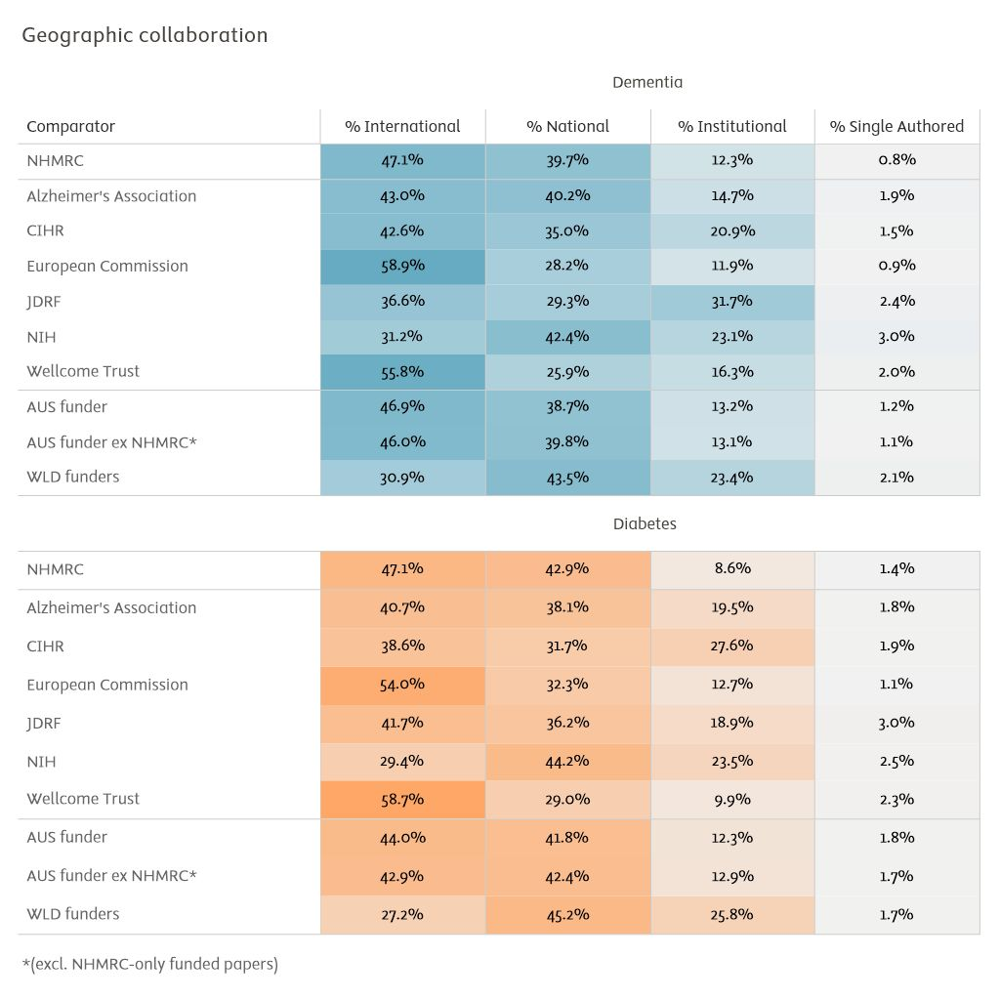 Geographic collaboration
Dementia
Comparator % International % National % Institutional % Single Authored
NHMRC 47.1% 39.7% 12.3% 0.8%
Alzheimer's Association 43.0% 40.2% 14.7% 1.9%
CIHR 42.6% 35.0% 20.9% 1.5%
European Commission 58.9% 28.2% 11.9% 0.9%
JDRF 36.6% 29.3% 31.7% 2.4%
NIH 31.2% 42.4% 23.1% 3.0%
Wellcome Trust 55.8% 25.9% 16.3% 2.0%
AUS funder 46.9% 38.7% 13.2% 1.2%
AUS funder ex NHMRC* 46.0% 39.8% 13.1% 1.1%
WLD funders 30.9% 43.5% 23.4% 2.1%
Diabetes
NHMRC 47.1% 42.9% 8.6% 1.4%
Alzheimer's Association 40.7% 38.1% 19.5% 1.8%
CIHR 38.6% 31.7% 27.6% 1.9%
European Commission 54.0% 32.3% 12.7% 1.1%
JDRF 41.7% 36.2% 18.9% 3.0%
NIH 29.4% 44.2% 23.5% 2.5%
Wellcome Trust 58.7% 29.0% 9.9% 2.3%
AUS funder 44.0% 41.8% 12.3% 1.8%
AUS funder ex NHMRC* 42.9% 42.4% 12.9% 1.7%
WLD funders 27.2% 45.2% 25.8% 1.7%
*(excl. NHMRC-only funded papers)